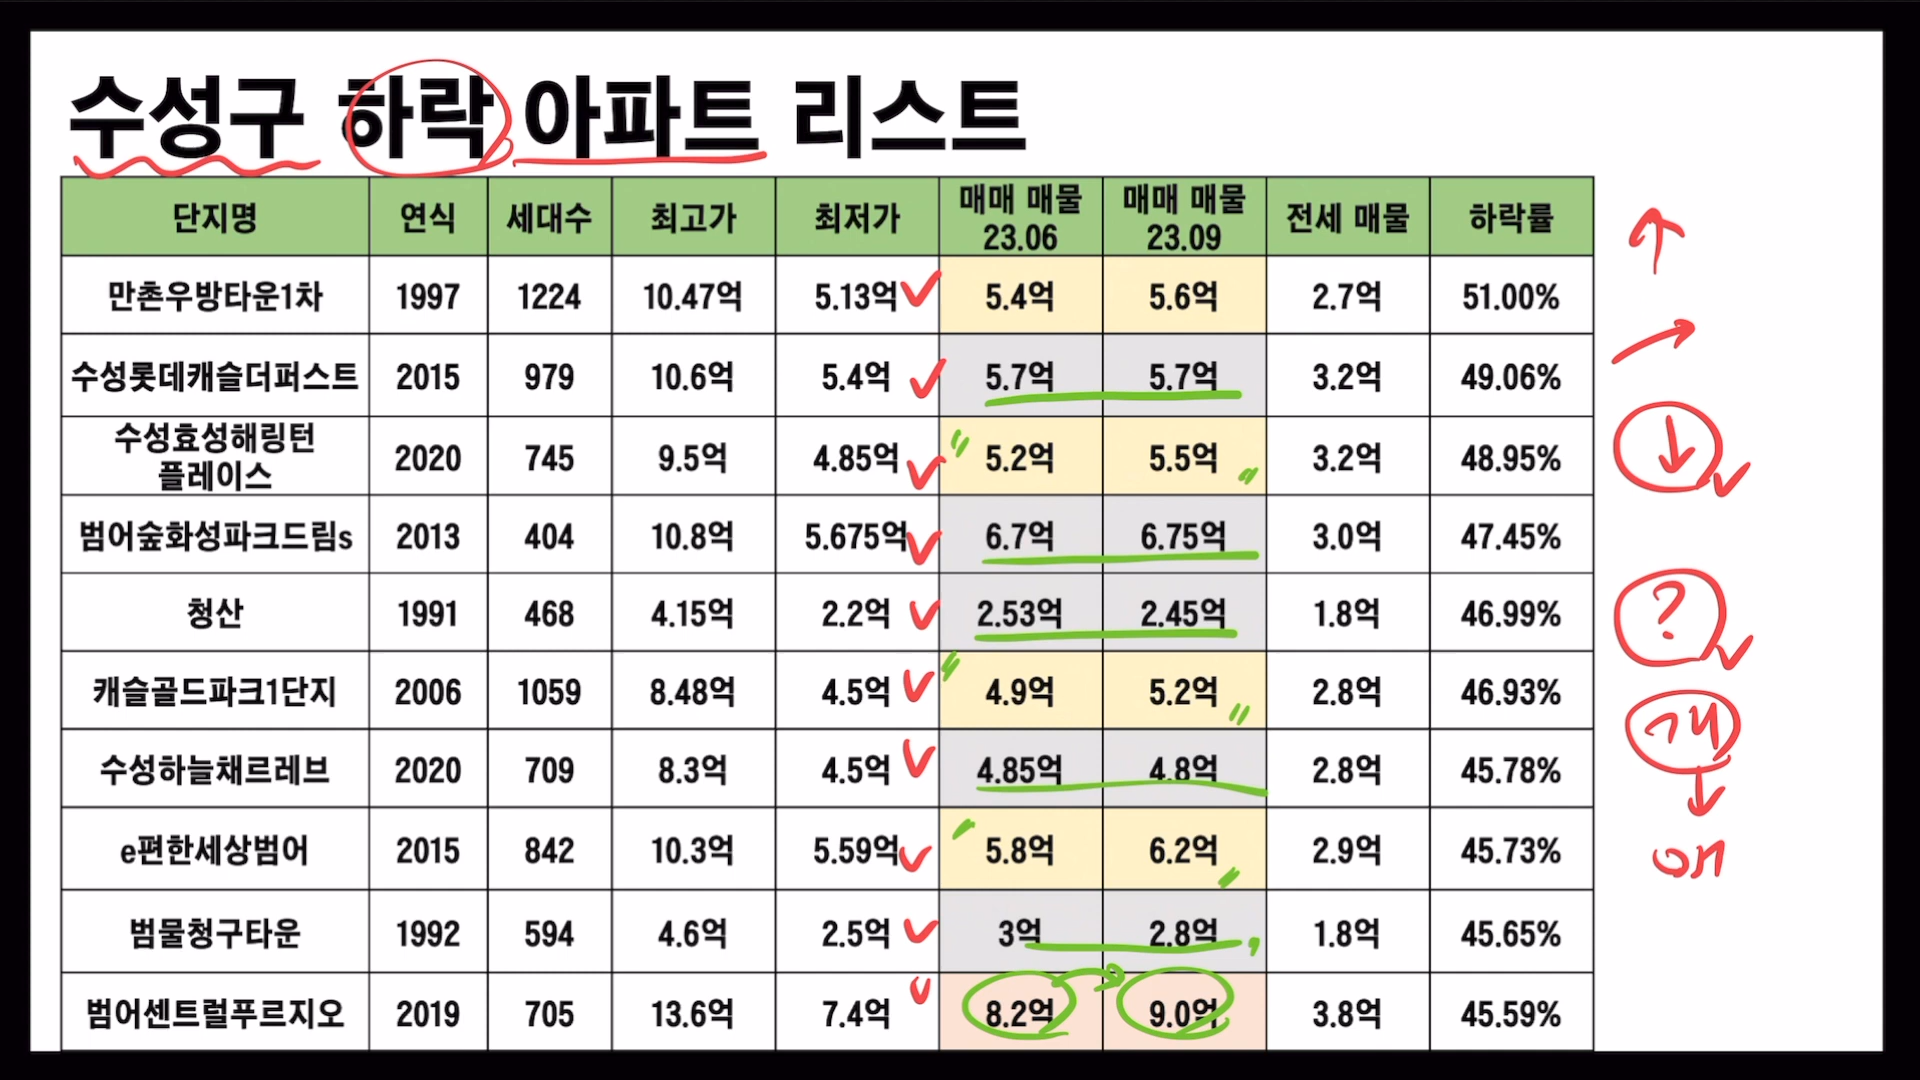 수성구 하락 아파트 리스트
단지명 연식 세대수 최고가 최저가 매매 매물 23.06 매매 매물 23.09 전세 매물 하락률
만촌우방타운1차 1997 1224 10.47억 5.13억 5.4억 5.6억 2.7억 51.00%
수성롯데캐슬더퍼스트 2015 979 10.6억 5.4억 5.7억 5.7억 3.2억 49.06%
수성효성해링턴 플레이스 2020 745 9.5억 4.85억 5.2억 5.5억 3.2억 48.95%
범어숲화성파크드림s 2013 404 10.8억 5.675억 6.7억 6.75억 3.0억 47.45%
청산 1991 468 4.15억 2.2억 2.53억 2.45억 1.8억 46.99%
캐슬골드파크1단지 2006 1059 8.48억 4.5억 4.9억 5.2억 2.8억 46.93%
수성하늘채르레브 2020 709 8.3억 4.5억 4.85억 4.8억 2.8억 45.78%
e편한세상범어 2015 842 10.3억 5.59억 5.8억 6.2억 2.9억 45.73%
범물청구타운 1992 594 4.6억 2.5억 3억 2.8억 1.8억 45.65%
범어센트럴푸르지오 2019 705 13.6억 7.4억 8.2억 9.0억 3.8억 45.59%
?